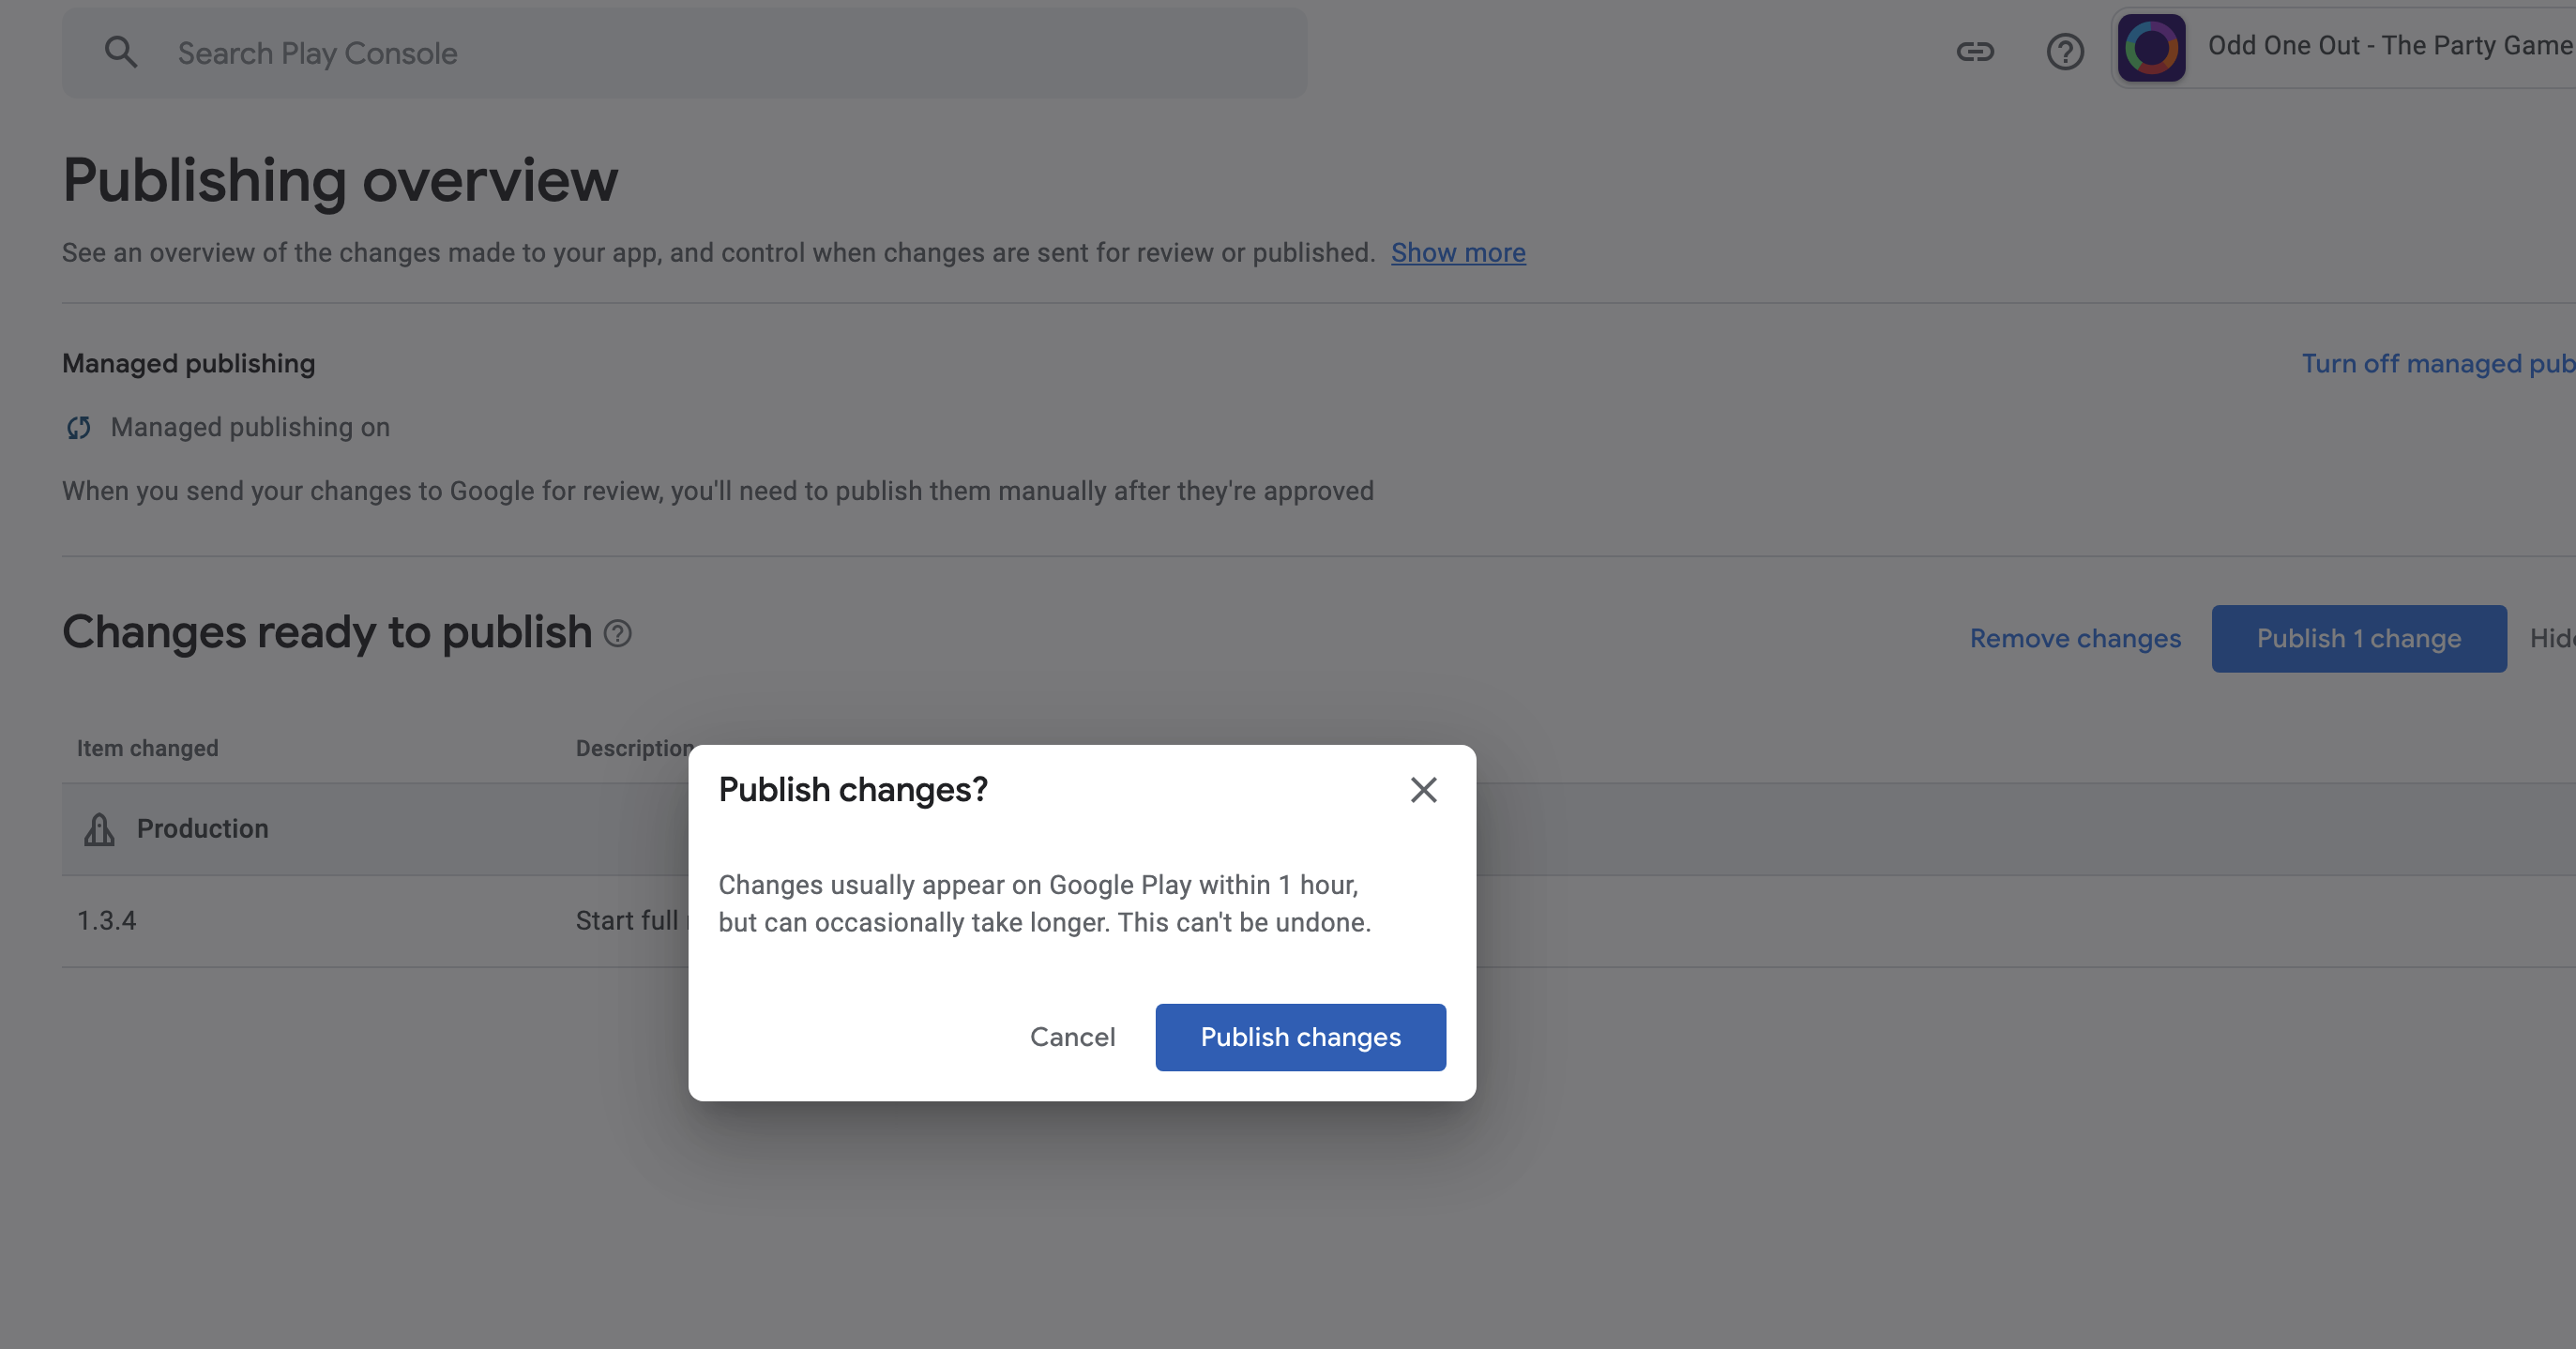 Search Play Console
Odd One Out - The Party Game
Publishing overview
See an overview of the changes made to your app, and control when changes are sent for review or published. Show more
Managed publishing
Turn off managed
Managed publishing on
When you send your changes to Google for review, you'll need to publish them manually after they're approved
Changes ready to publish
Remove changes
Publish 1 change
Item changed
Description
Production
1.3.4
Start full
Publish changes?
Changes usually appear on Google Play within 1 hour,
but can occasionally take longer. This can't be undone.
Cancel
Publish changes